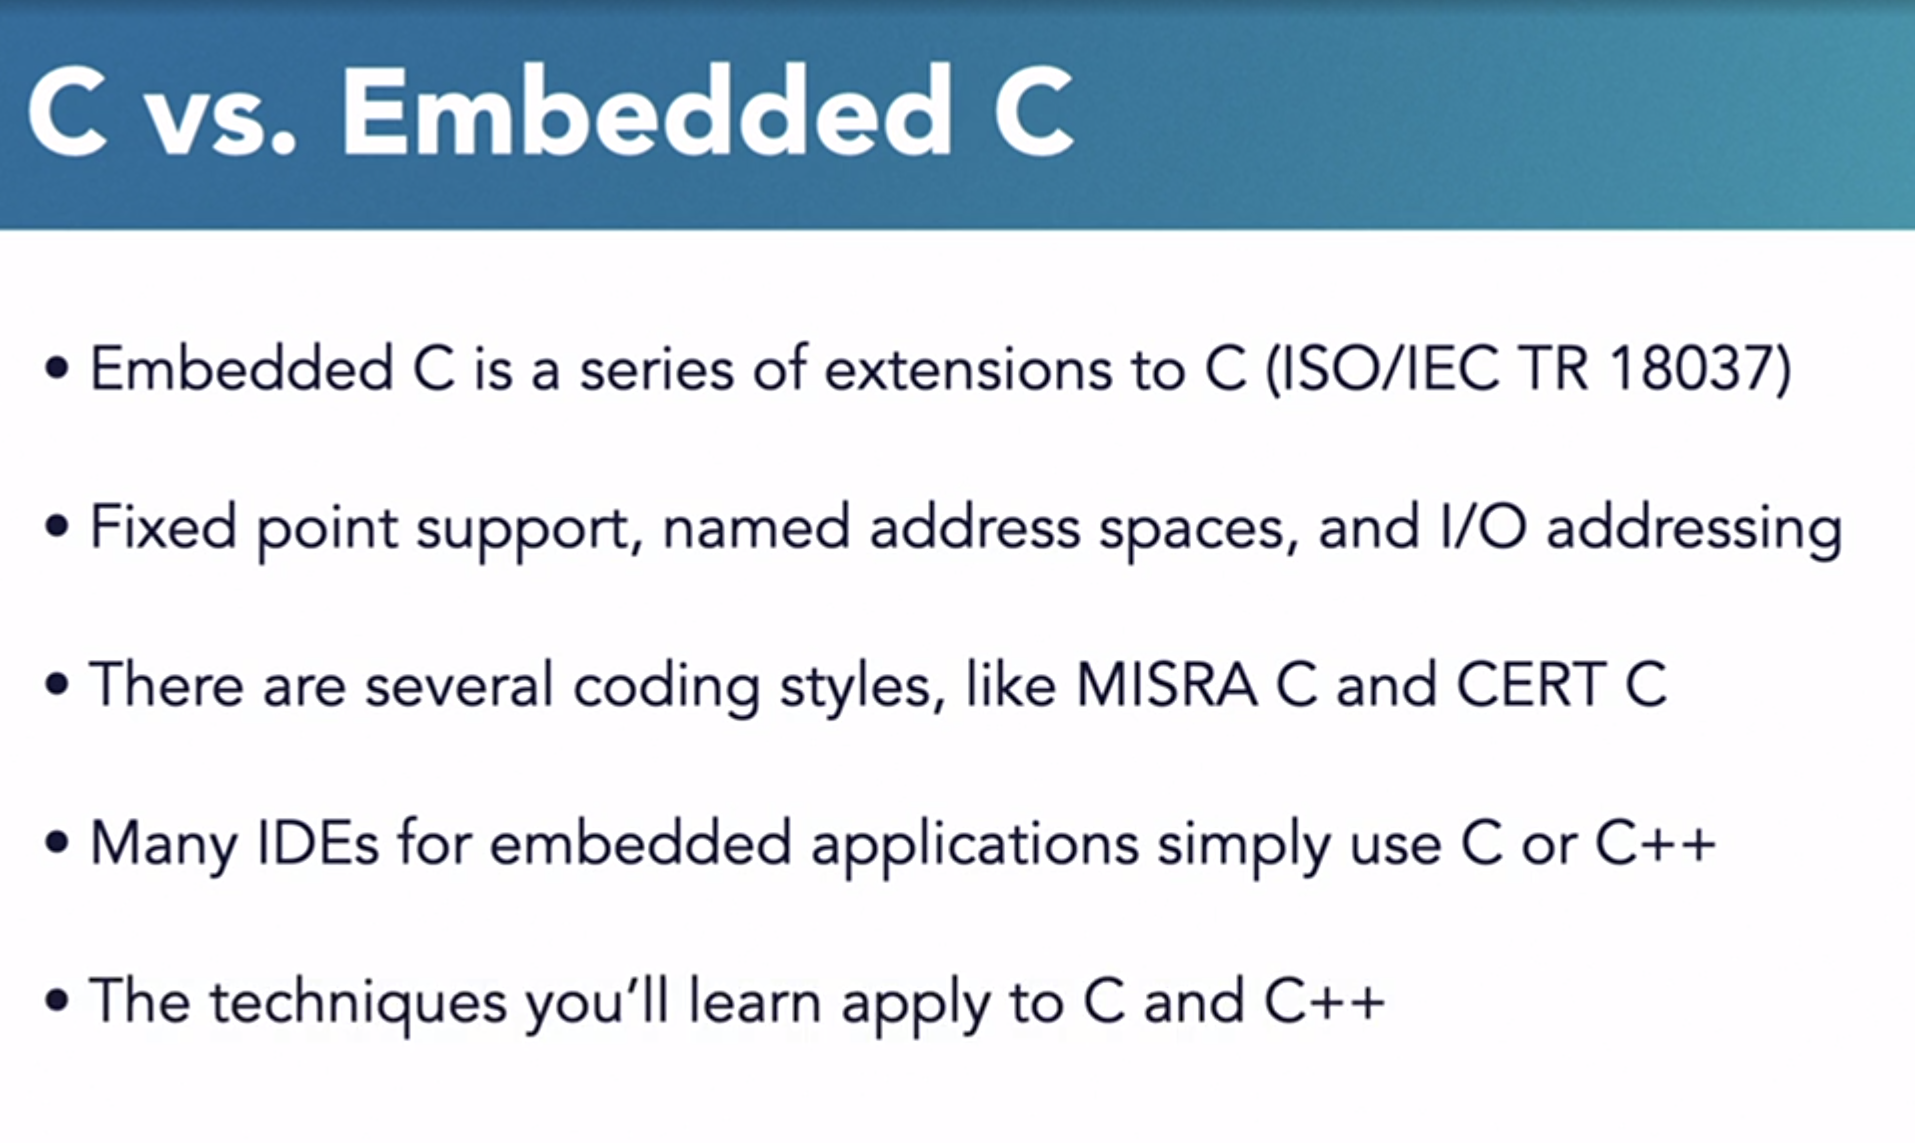 C vs. Embedded C
• Embedded C is a series of extensions to C (ISO/IEC TR 18037)
• Fixed point support, named address spaces, and I/O addressing
• There are several coding styles, like MISRA C and CERT C
• Many IDEs for embedded applications simply use C or C++
• The techniques you’ll learn apply to C and C++